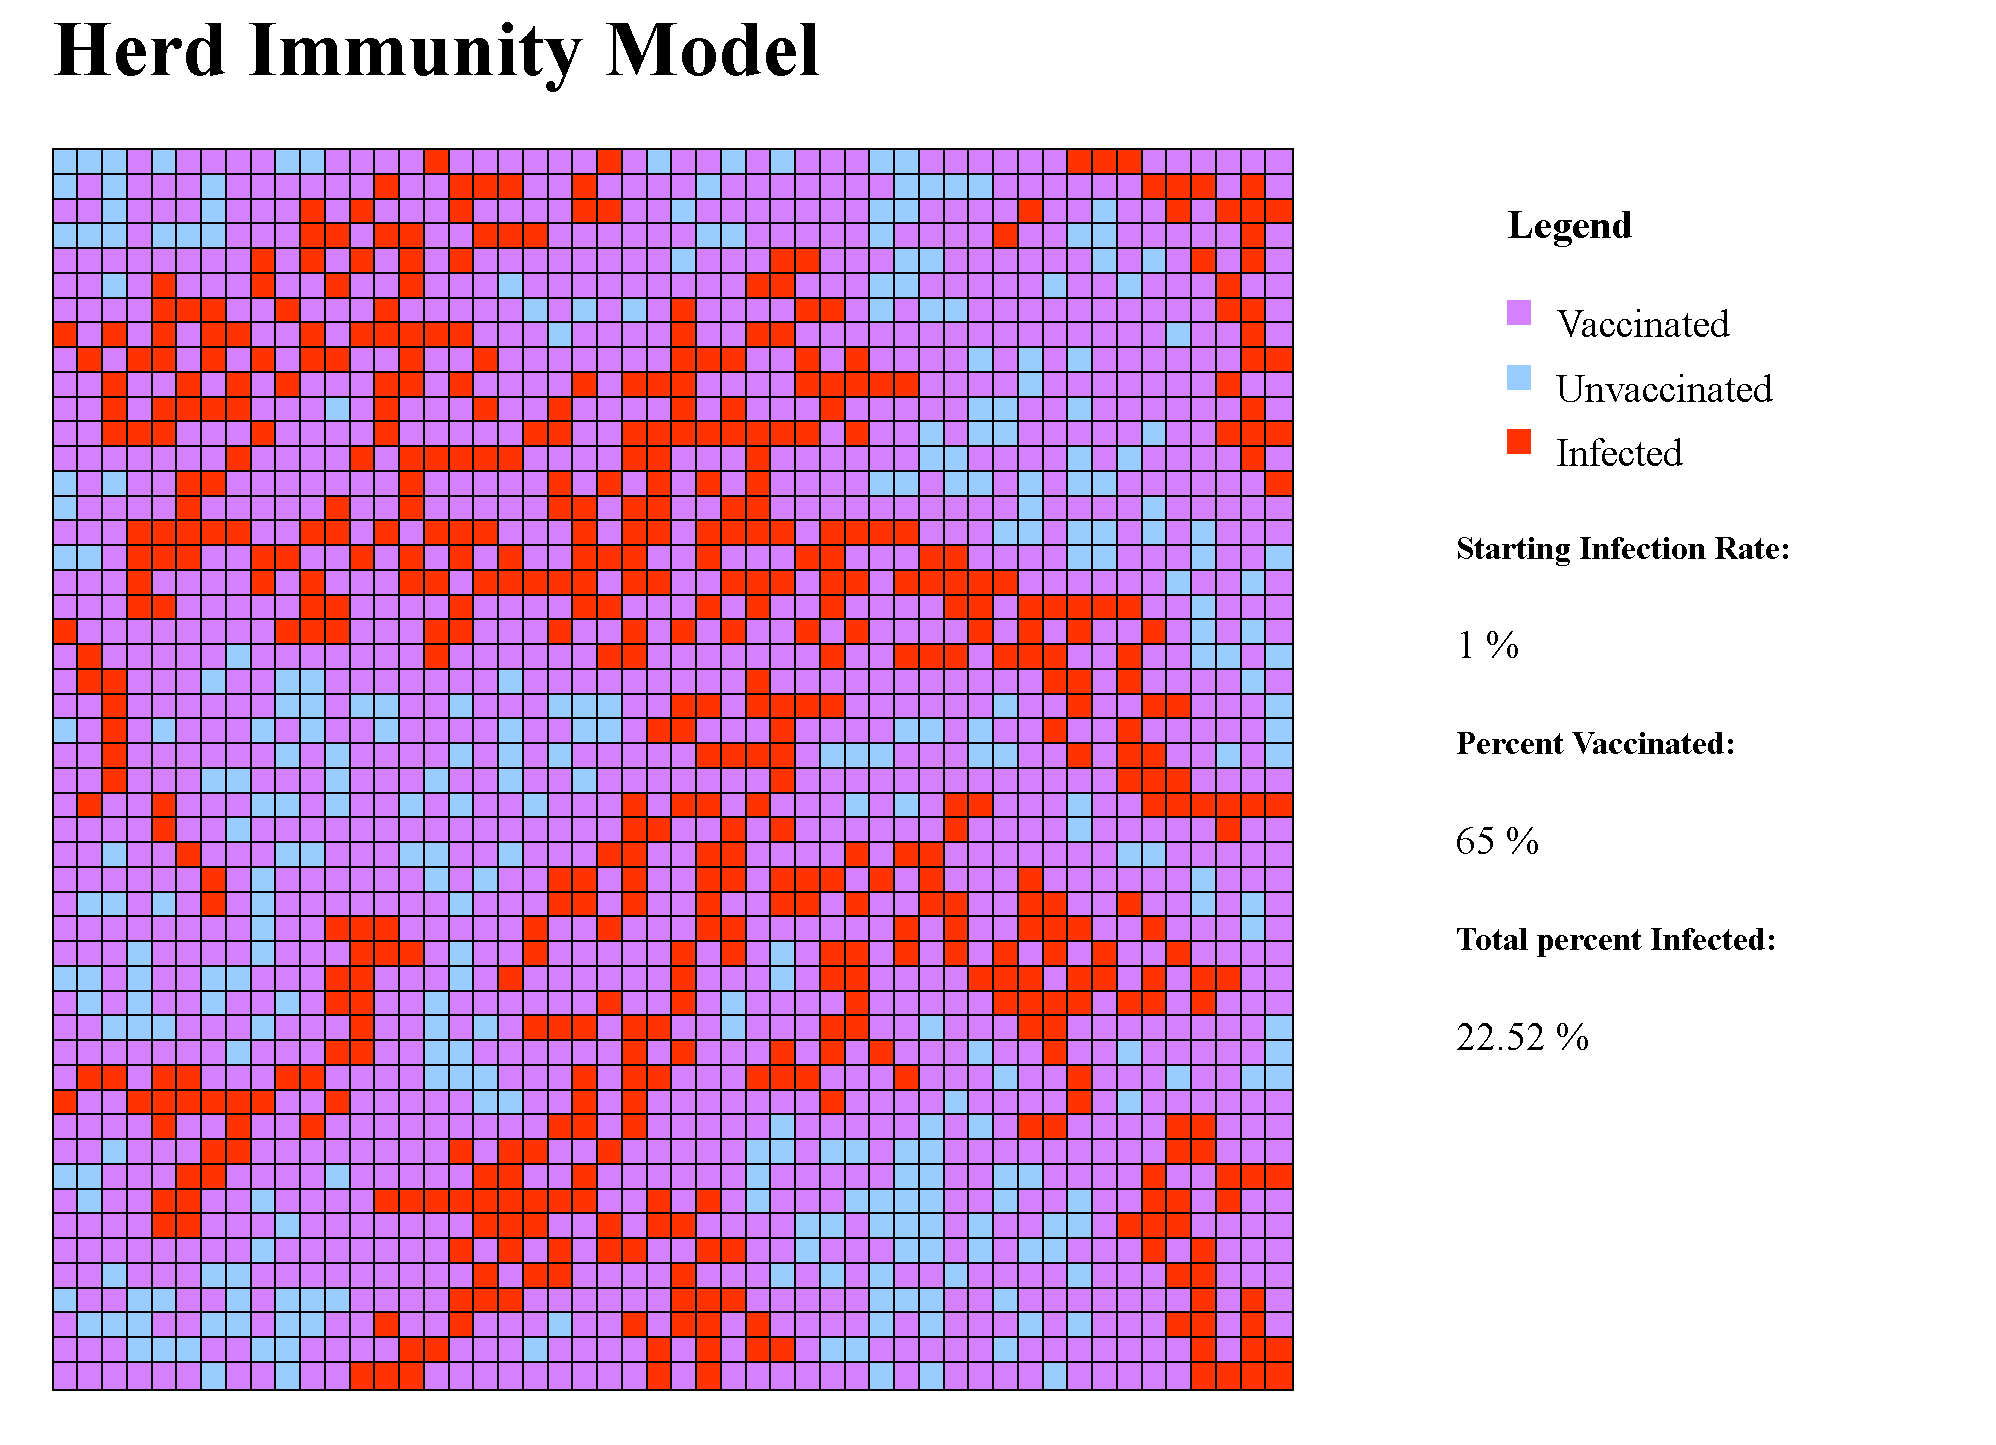 Herd Immunity Model
Legend
Vaccinated
Unvaccinated
Infected
Starting Infection Rate:
1 %
Percent Vaccinated:
65 %
Total percent Infected:
22.52 %